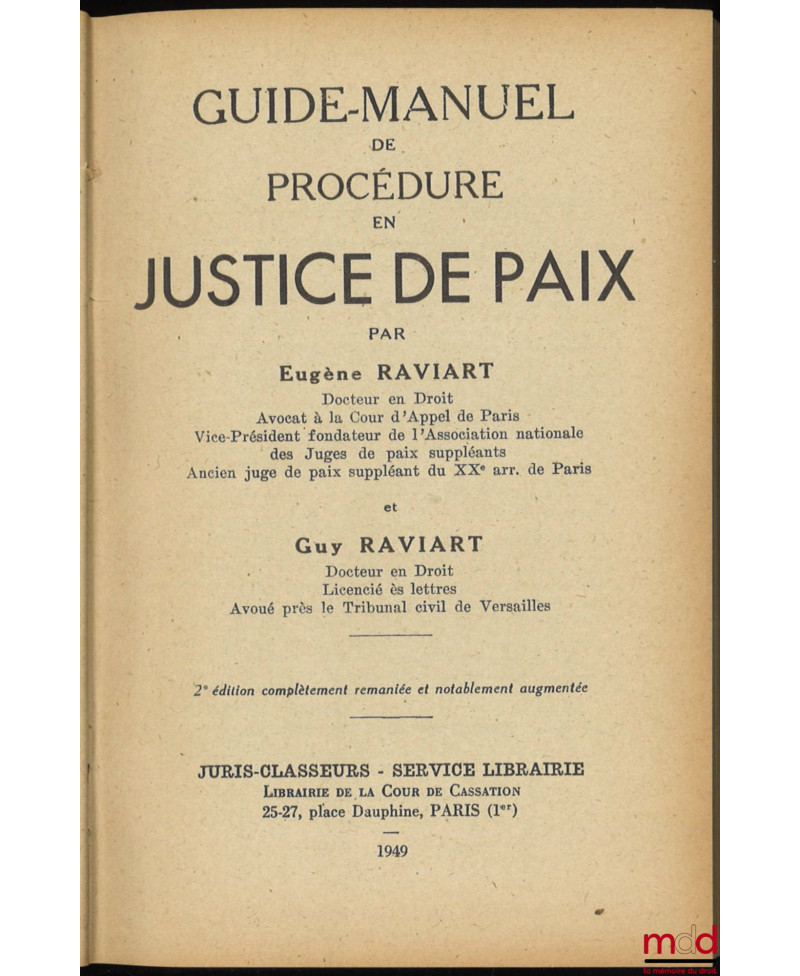 GUIDE-MANUEL
DE
PROCÉDURE
EN
JUSTICE DE PAIX
PAR
Eugène RAVIART
Docteur en Droit
Avocat à la Cour d'Appel de Paris
Vice-Président fondateur de l'Association nationale
des Juges de paix suppléants
Ancien juge de paix suppléant du XXe arr. de Paris
et
Guy RAVIART
Docteur en Droit
Licencié ès lettres
Avoué près le Tribunal civil de Versailles
2e édition complètement remaniée et notablement augmentée
JURIS-CLASSEURS - SERVICE LIBRAIRIE
LIBRAIRIE DE LA COUR DE CASSATION
25-27, place Dauphine, PARIS (1er)
1949
mdd
la mémoire du droit